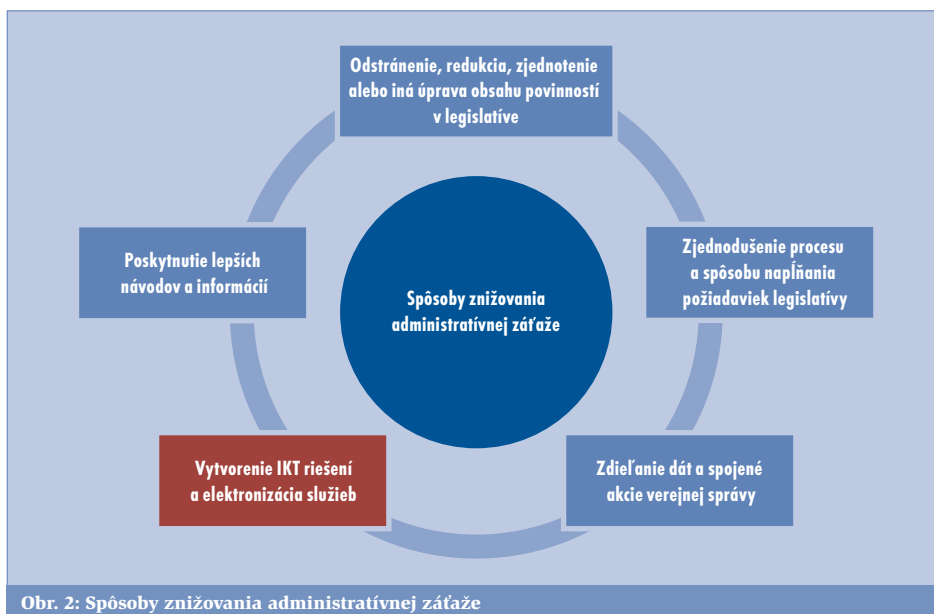 Odstránenie, redukcia, zjednotenie
alebo iná úprava obsahu povinností
v legislatíve
Poskytnutie lepších
návodov a informácií
Zjednodušenie procesu
a spôsobu napĺňania
požiadaviek legislatívy
Spôsoby znižovania
administratívnej záťaže
Vytvorenie IKT riešení
a elektronizácia služieb
Zdieľanie dát a spojené
akcie verejnej správy
Obr. 2: Spôsoby znižovania administratívnej záťaže